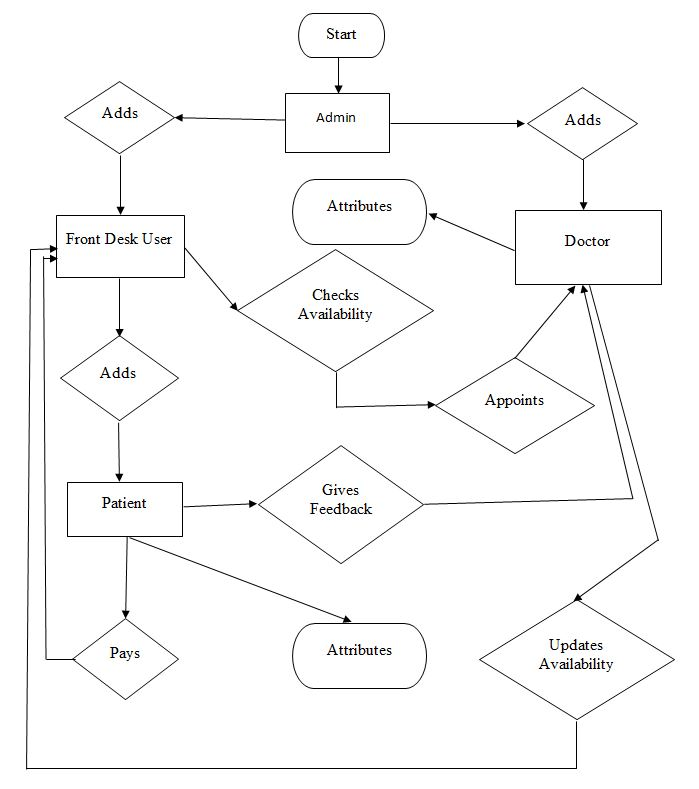 Start
Adds
Admin
Adds
Attributes
Front Desk User
Doctor
Checks
Availability
Adds
Appoints
Patient
Gives
Feedback
Pays
Attributes
Updates
Availability